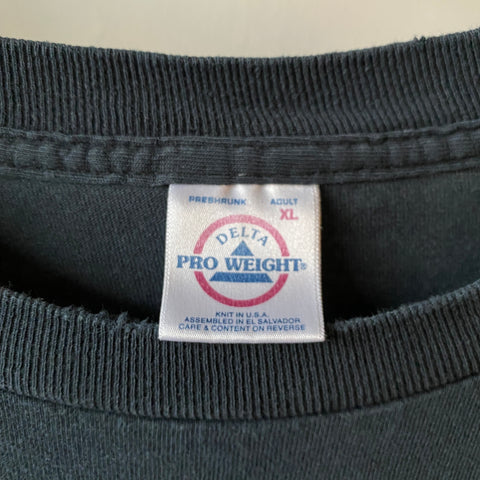 PRESHRUNK ADULT
XL
DELTA
PRO WEIGHT®
KNIT IN U.S.A.
ASSEMBLED IN EL SALVADOR
CARE & CONTENT ON REVERSE